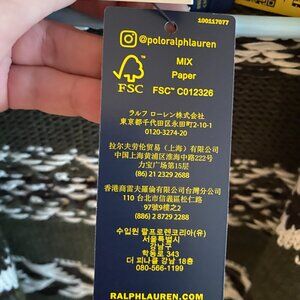 100117077
@poloralphlauren
MIX
Paper
FSC
FSC™ C012326
ラルフ ローレン株式会社
東京都千代田区永田町2-10-1
0120-3274-20
拉尔夫劳伦贸易（上海）有限公司
中国上海黄浦区淮海中路222号
力宝广场第15层
(86) 21 2329 2688
香港商雷夫羅倫有限公司台灣分公司
110 台北市信義區松仁路
97號9樓之2
(886) 2 8729 2288
수입원 랄프로렌코리아(유)
서울특별시
강남구
학동로 343
더 피나클 강남 18층
080-566-1199
RALPHLAUREN.COM